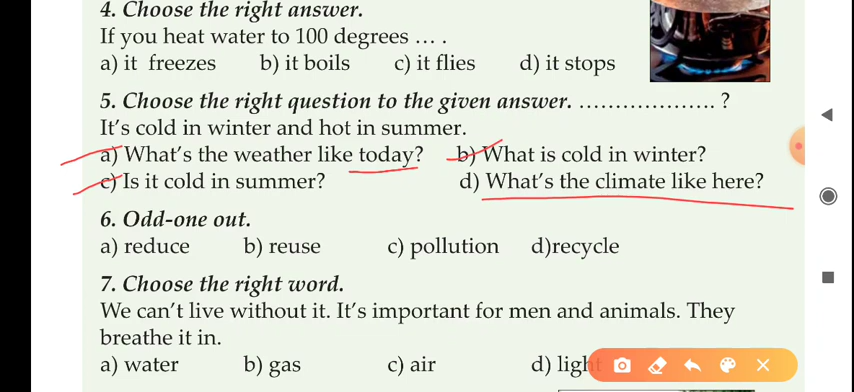 4. Choose the right answer.
If you heat water to 100 degrees … .
a) it freezes b) it boils c) it flies d) it stops
5. Choose the right question to the given answer. ………………. ?
It's cold in winter and hot in summer.
a) What's the weather like today? b) What is cold in winter?
c) Is it cold in summer? d) What's the climate like here?
6. Odd-one out.
a) reduce b) reuse c) pollution d)recycle
7. Choose the right word.
We can't live without it. It's important for men and animals. They
breathe it in.
a) water b) gas c) air d) light